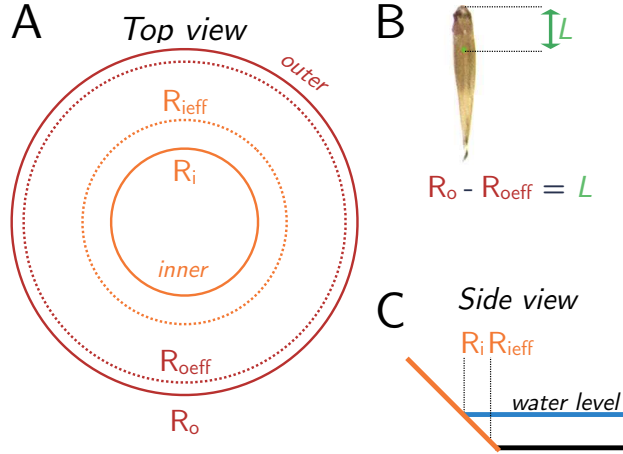 A
Top view
outer
R_ieff
R_i
inner
R_oeff
R_o
B
L
R_o - R_oeff = L
Side view
C
R_i R_ieff
water level